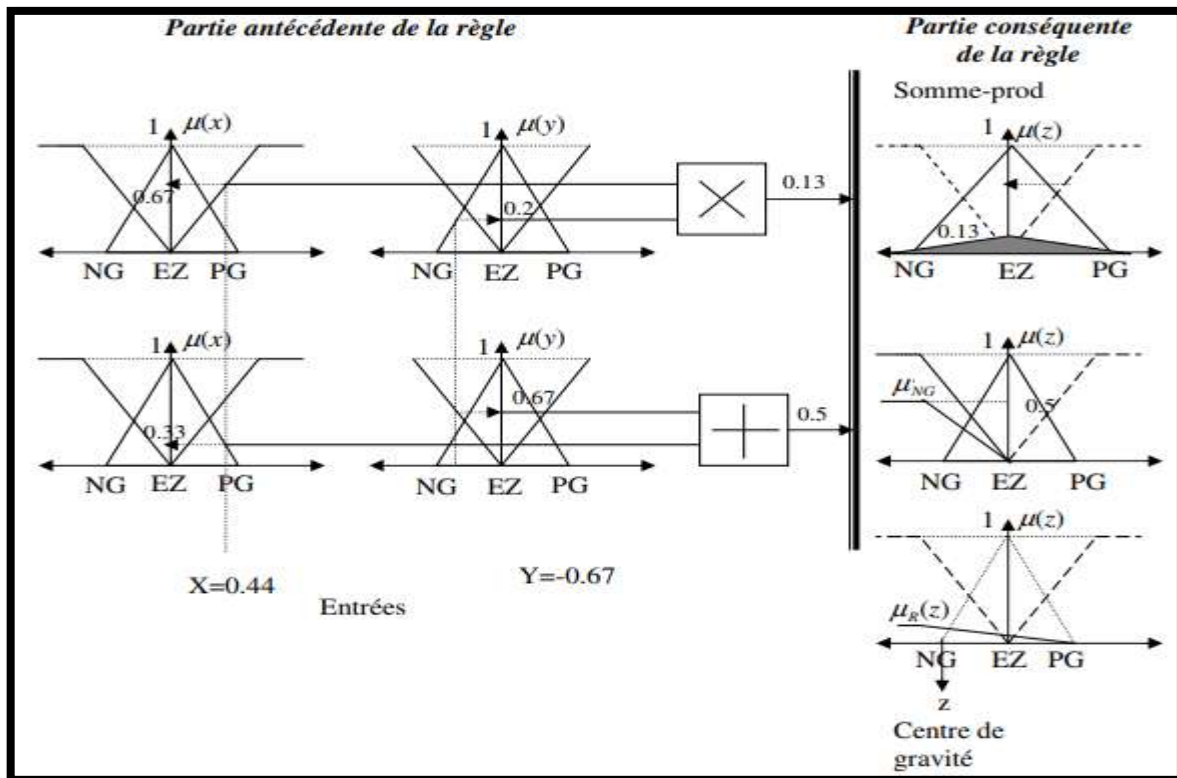 Partie antécédente de la règle
Partie conséquente
de la règle
Somme-prod
1 μ(x)
1 μ(y)
1 μ(z)
0.67
0.2
0.13
0.13
NG EZ PG
NG EZ PG
NG EZ PG
1 μ(x)
1 μ(y)
1 μ(z)
μNG
0.33
0.67
0.5
0.5
NG EZ PG
NG EZ PG
NG EZ PG
1 μ(z)
X=0.44
Y=-0.67
Entrées
μR(z)
NG EZ PG
z
Centre de
gravité